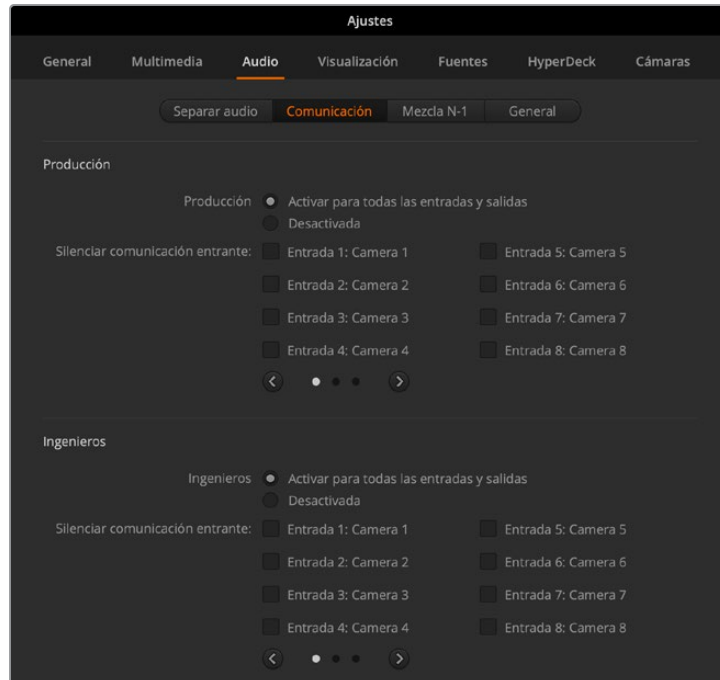 Ajustes
General Multimedia Audio Visualización Fuentes HyperDeck Cámaras
Separar audio Comunicación Mezcla N-1 General
Producción
Producción Activar para todas las entradas y salidas
Desactivada
Silenciar comunicación entrante: Entrada 1: Camera 1 Entrada 5: Camera 5
Entrada 2: Camera 2 Entrada 6: Camera 6
Entrada 3: Camera 3 Entrada 7: Camera 7
Entrada 4: Camera 4 Entrada 8: Camera 8
Ingenieros
Ingenieros Activar para todas las entradas y salidas
Desactivada
Silenciar comunicación entrante: Entrada 1: Camera 1 Entrada 5: Camera 5
Entrada 2: Camera 2 Entrada 6: Camera 6
Entrada 3: Camera 3 Entrada 7: Camera 7
Entrada 4: Camera 4 Entrada 8: Camera 8